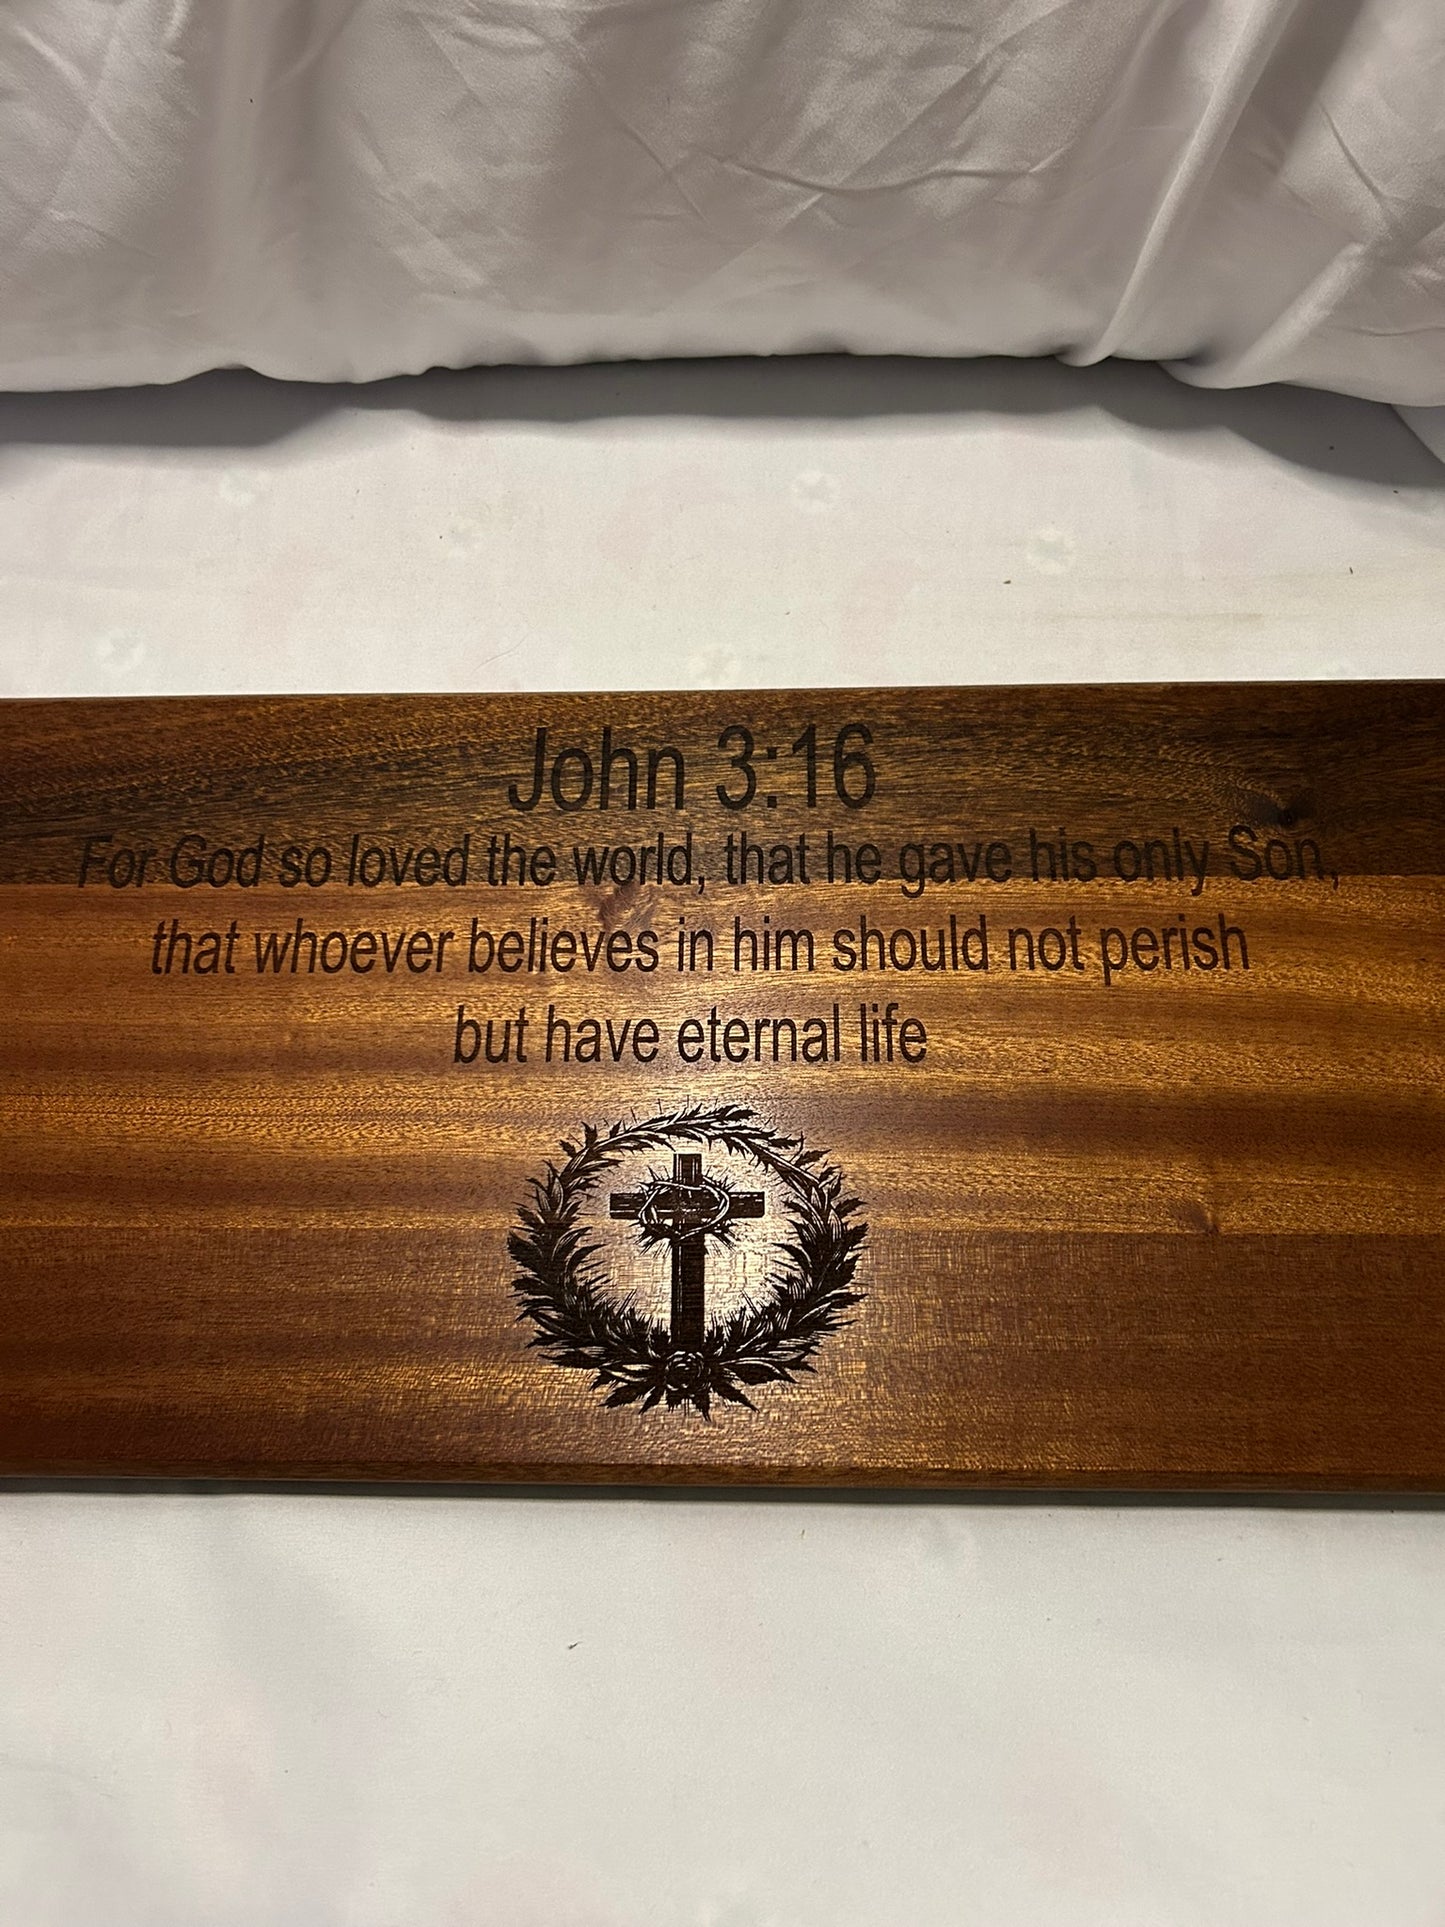 John 3:16
For God so loved the world, that he gave his only Son,
that whoever believes in him should not perish
but have eternal life